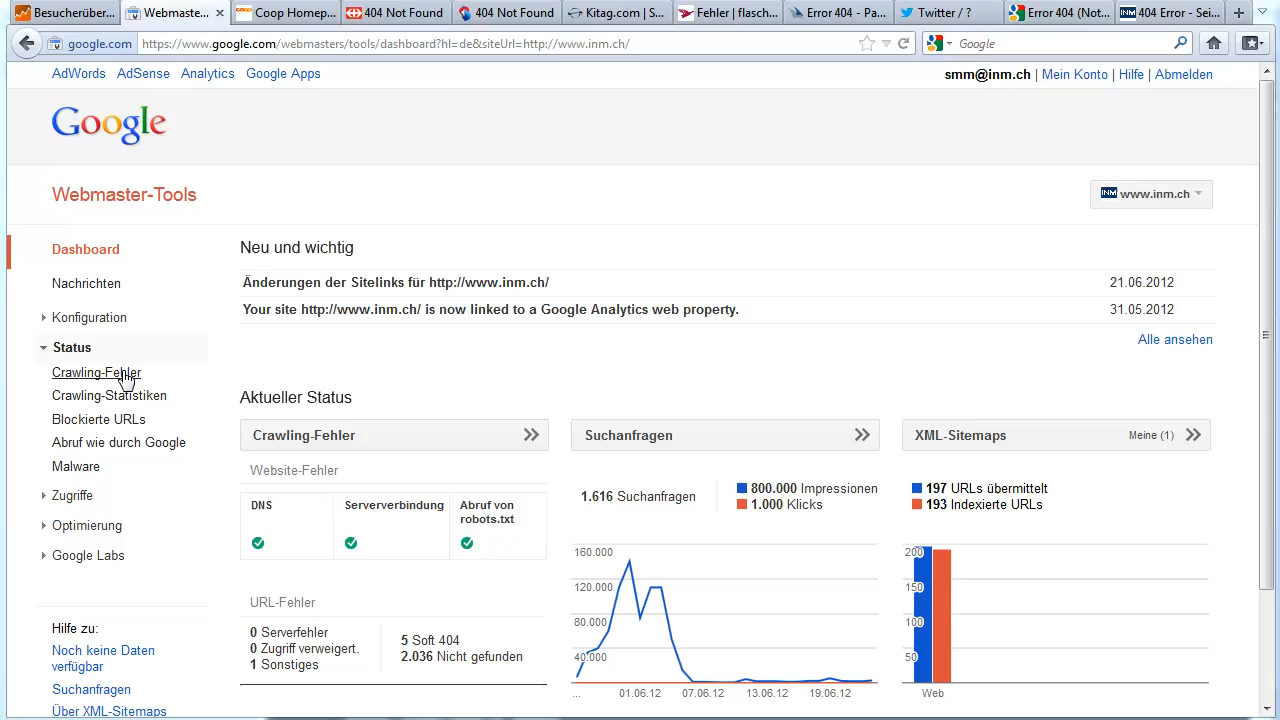 Besucherüber...
Webmaste...
Coop Homep...
404 Not Found
404 Not Found
Kitag.com | S...
Fehler | flasch...
Error 404 - Pa...
Twitter / ?
Error 404 (Not...
404 Error - Sei...
google.com
https://www.google.com/webmasters/tools/dashboard?hl=de&siteUrl=http://www.inm.ch/
Google
AdWords AdSense Analytics Google Apps
smm@inm.ch | Mein Konto | Hilfe | Abmelden
Google
Webmaster-Tools
INM www.inm.ch
Dashboard
Nachrichten
Konfiguration
Status
Crawling-Fehler
Crawling-Statistiken
Blockierte URLs
Abruf wie durch Google
Malware
Zugriffe
Optimierung
Google Labs
Hilfe zu:
Noch keine Daten
verfügbar
Suchanfragen
Über XML-Sitemaps
Neu und wichtig
Änderungen der Sitelinks für http://www.inm.ch/ 21.06.2012
Your site http://www.inm.ch/ is now linked to a Google Analytics web property. 31.05.2012
Alle ansehen
Aktueller Status
Crawling-Fehler
Website-Fehler
DNS
Serververbindung
Abruf von
robots.txt
URL-Fehler
0 Serverfehler
0 Zugriff verweigert.
1 Sonstiges
5 Soft 404
2.036 Nicht gefunden
Suchanfragen
1.616 Suchanfragen
800.000 Impressionen
1.000 Klicks
160.000
120.000
80.000
40.000
... 01.06.12 07.06.12 13.06.12 19.06.12
XML-Sitemaps Meine (1)
197 URLs übermittelt
193 Indexierte URLs
200
150
100
50
Web